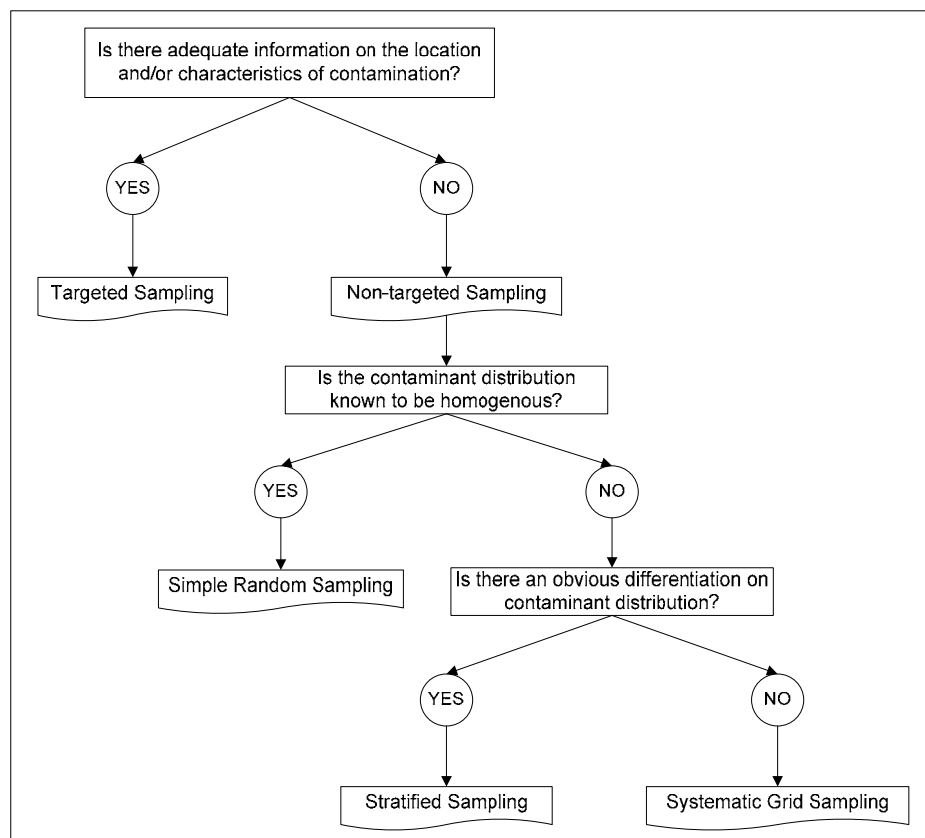 Is there adequate information on the location
and/or characteristics of contamination?
YES
NO
Targeted Sampling
Non-targeted Sampling
Is the contaminant distribution
known to be homogenous?
YES
NO
Simple Random Sampling
Is there an obvious differentiation on
contaminant distribution?
YES
NO
Stratified Sampling
Systematic Grid Sampling